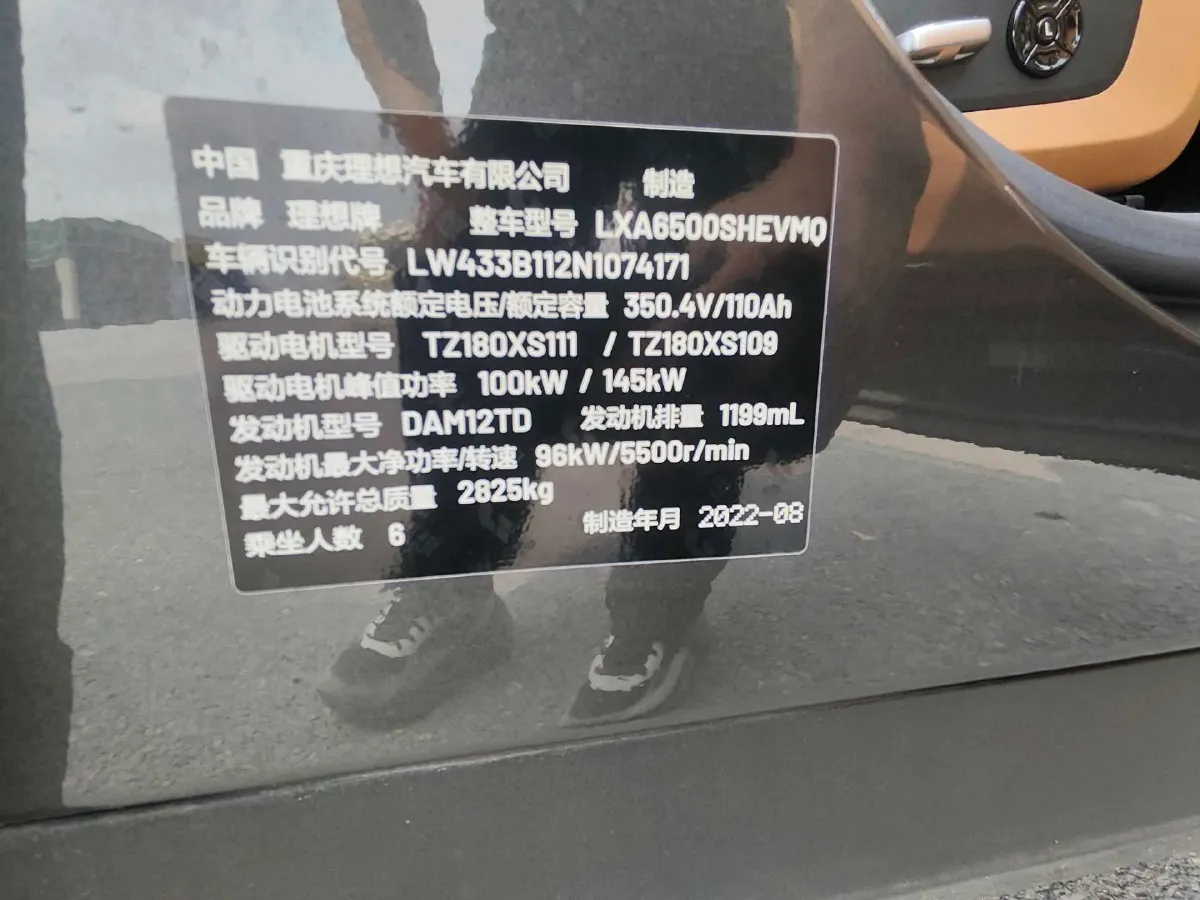 中国 重庆理想汽车有限公司 制造
品牌 理想牌 整车型号 LXA6500SHEVMQ
车辆识别代号 LW433B112N1074171
动力电池系统额定电压/额定容量 350.4V/110Ah
驱动电机型号 TZ180XS111 / TZ180XS109
驱动电机峰值功率 100kW / 145kW
发动机型号 DAM12TD 发动机排量 1199mL
发动机最大净功率/转速 96kW/5500r/min
最大允许总质量 2825kg
乘坐人数 6 制造年月 2022-08
L